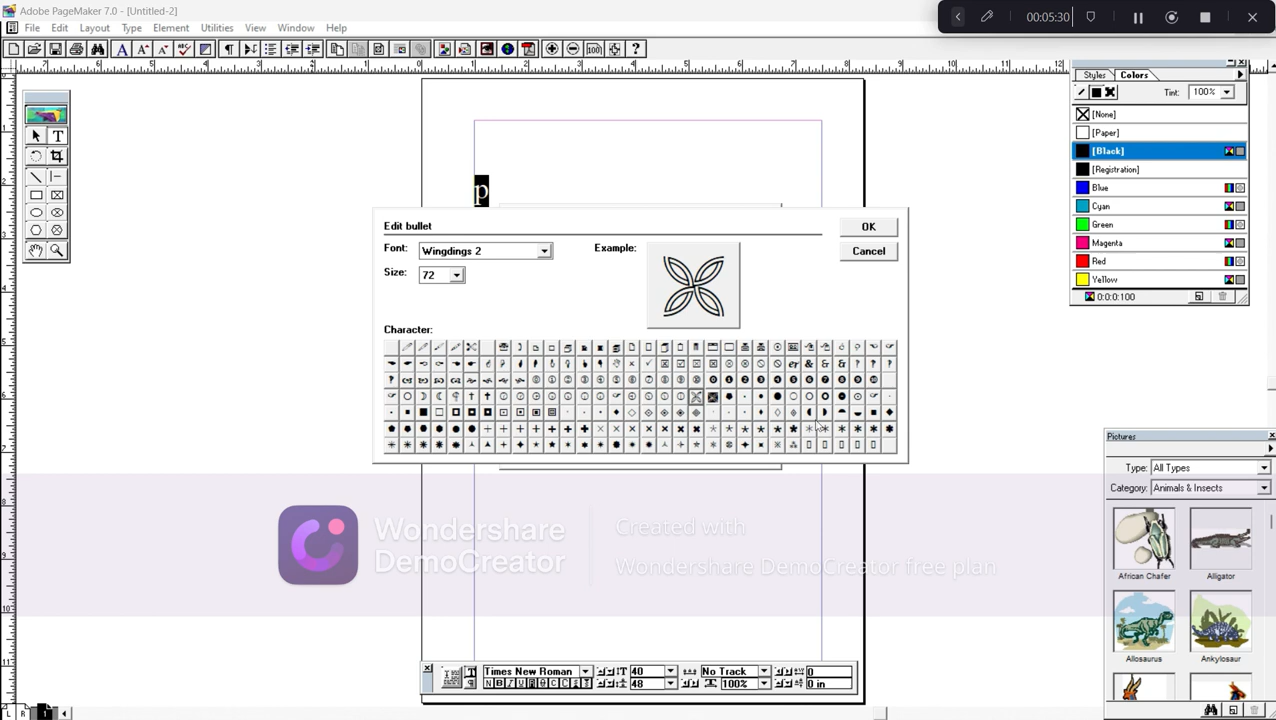 Adobe PageMaker 7.0 - [Untitled-2]
00:05:30
File Edit Layout Type Element Utilities View Window Help
Styles Colors
Tint: 100%
[None]
[Paper]
[Black]
[Registration]
Blue
Cyan
Green
Magenta
Red
Yellow
0:0:0:100
p
Edit bullet
OK
Font: Wingdings 2
Example:
Cancel
Size: 72
Character:
Pictures
Type: All Types
Category: Animals & Insects
African Chafer Alligator
Allosaurus Ankylosaur
Wondershare
DemoCreator
Created with
Wondershare DemoCreator free plan
Times New Roman 40 No Track 0
48 100% 0 in
L R 1